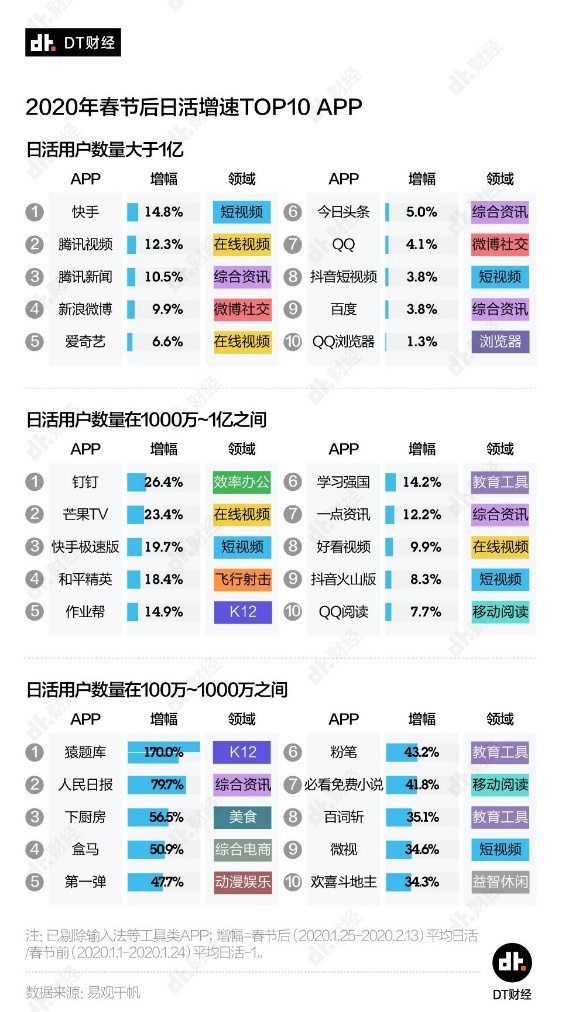 DT财经
2020年春节后日活增速TOP10 APP
日活用户数量大于1亿
APP 增幅 领域 APP 增幅 领域
1 快手 14.8% 短视频 6 今日头条 5.0% 综合资讯
2 腾讯视频 12.3% 在线视频 7 QQ 4.1% 微博社交
3 腾讯新闻 10.5% 综合资讯 8 抖音短视频 3.8% 短视频
4 新浪微博 9.9% 微博社交 9 百度 3.8% 综合资讯
5 爱奇艺 6.6% 在线视频 10 QQ浏览器 1.3% 浏览器
日活用户数量在1000万~1亿之间
APP 增幅 领域 APP 增幅 领域
1 钉钉 26.4% 效率办公 6 学习强国 14.2% 教育工具
2 芒果TV 23.4% 在线视频 7 一点资讯 12.2% 综合资讯
3 快手极速版 19.7% 短视频 8 好看视频 9.9% 在线视频
4 和平精英 18.4% 飞行射击 9 抖音火山版 8.3% 短视频
5 作业帮 14.9% K12 10 QQ阅读 7.7% 移动阅读
日活用户数量在100万~1000万之间
APP 增幅 领域 APP 增幅 领域
1 猿题库 170.0% K12 6 粉笔 43.2% 教育工具
2 人民日报 79.7% 综合资讯 7 必看免费小说 41.8% 移动阅读
3 下厨房 56.5% 美食 8 百词斩 35.1% 教育工具
4 盒马 50.9% 综合电商 9 微视 34.6% 短视频
5 第一弹 47.7% 动漫娱乐 10 欢喜斗地主 34.3% 益智休闲
注: 已剔除输入法等工具类APP; 增幅=春节后(2020.1.25-2020.2.13)平均日活
/春节前(2020.1.1-2020.1.24)平均日活-1。
数据来源: 易观千帆
dt.
DT财经